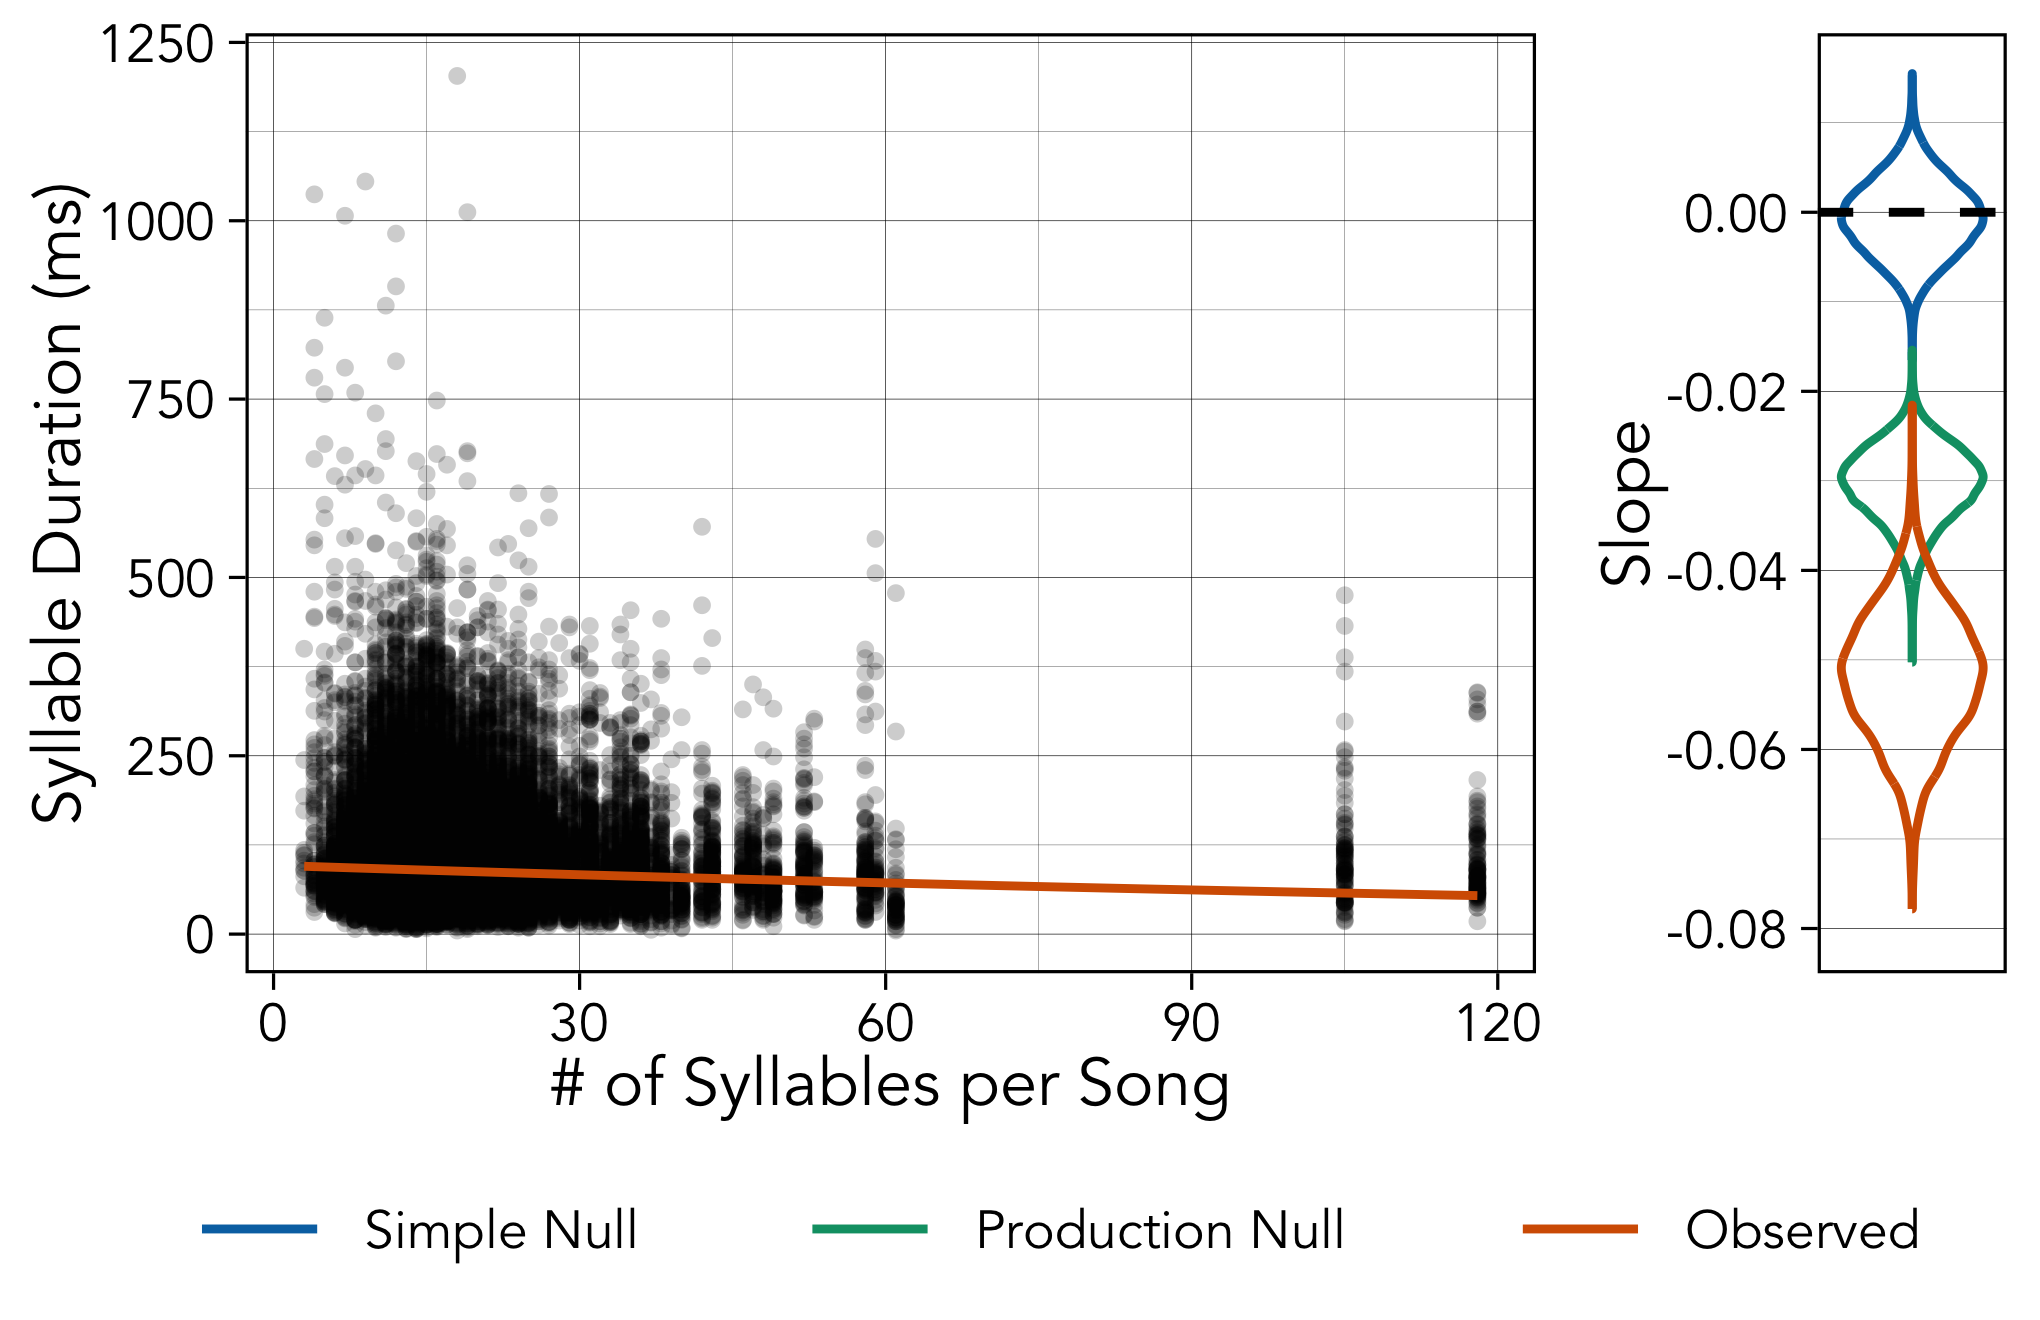 1250
1000
750
500
250
0
Syllable Duration (ms)
0 30 60 90 120
# of Syllables per Song
0.00
-0.02
-0.04
-0.06
-0.08
Slope
Simple Null Production Null Observed